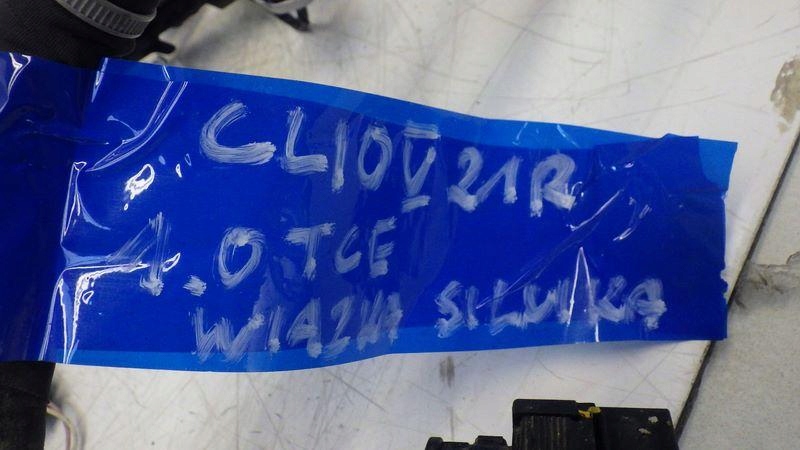 CLIO V 21R
1.0 TCE
WIAZKA SILNIKA